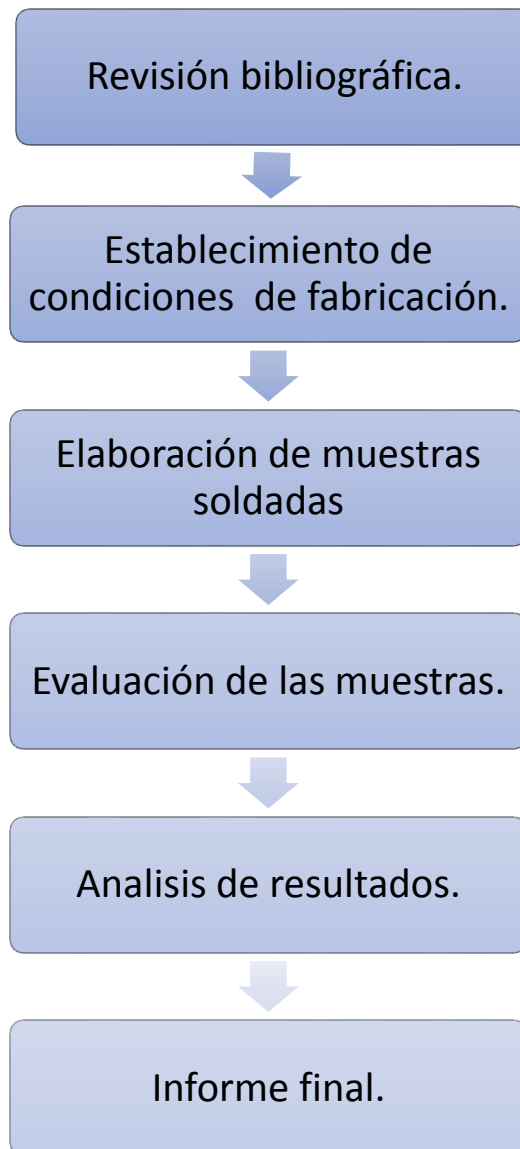 Revisión bibliográfica.
Establecimiento de
condiciones de fabricación.
Elaboración de muestras
soldadas
Evaluación de las muestras.
Analisis de resultados.
Informe final.